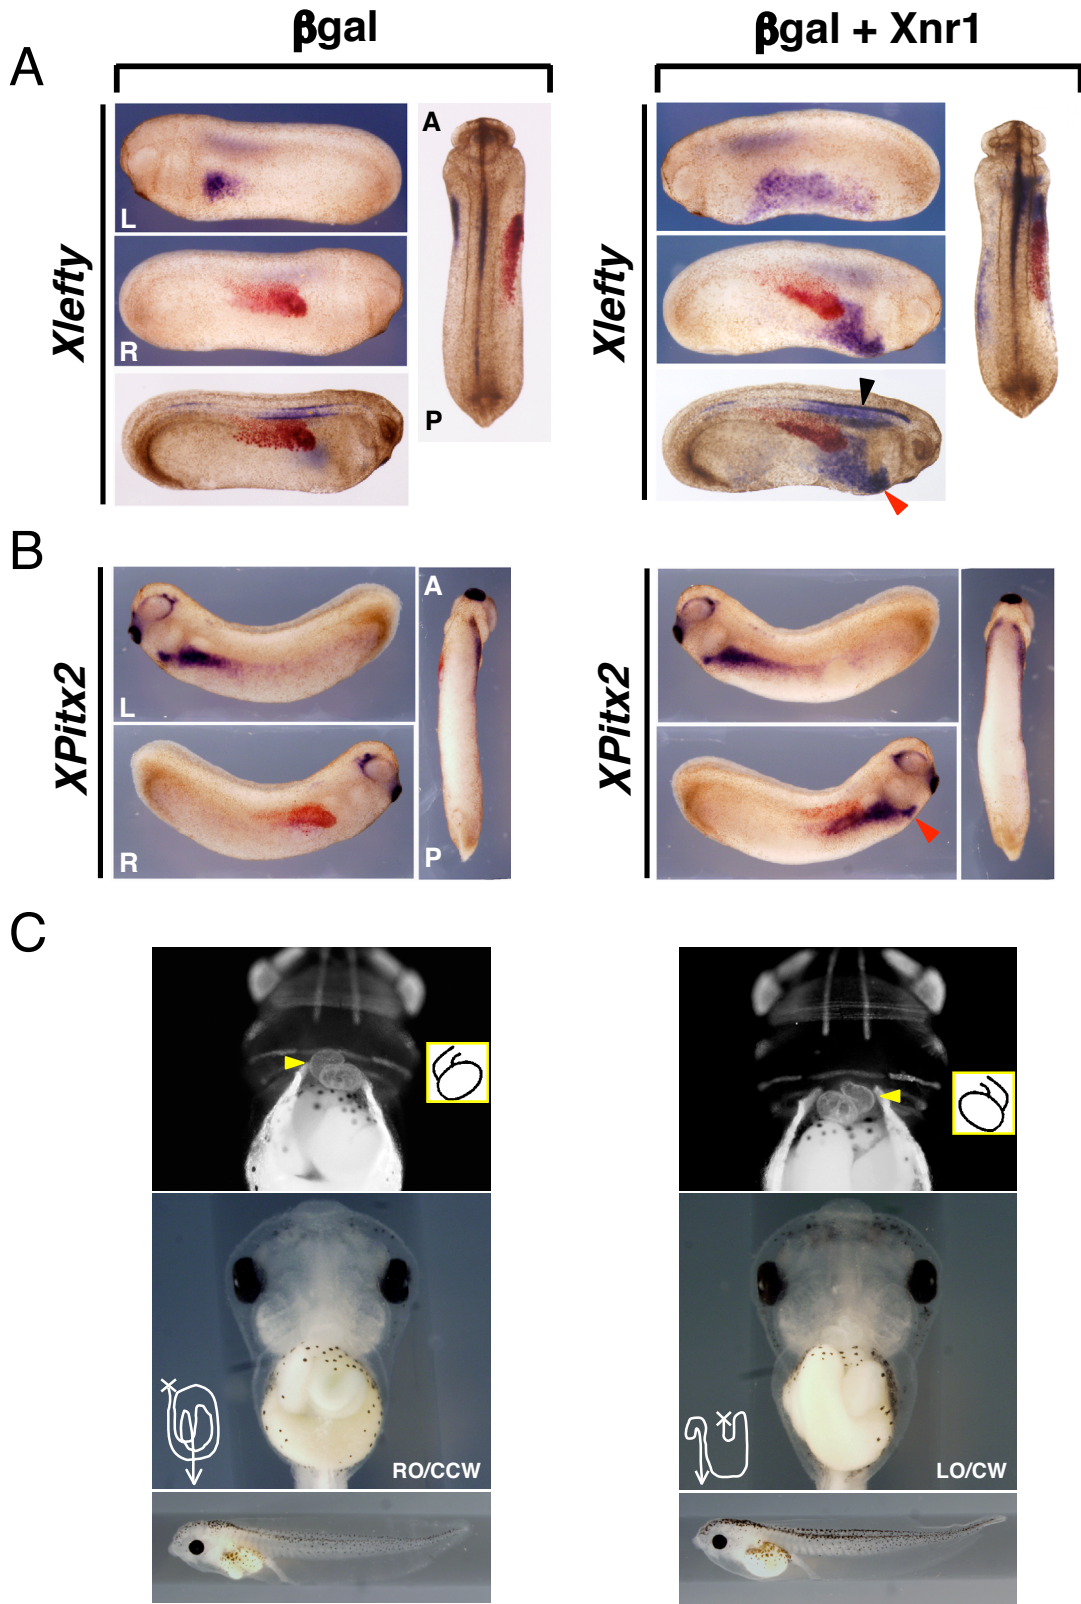 βgal
βgal + Xnr1
A
Xlefty
L
R
A
P
Xlefty
B
XPitx2
L
R
A
P
XPitx2
C
RO/CCW
LO/CW